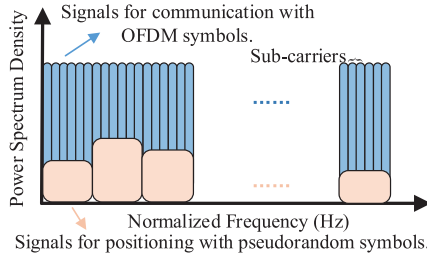 Signals for communication with
OFDM symbols.
Sub-carriers
Power Spectrum Density
Normalized Frequency (Hz)
Signals for positioning with pseudorandom symbols.